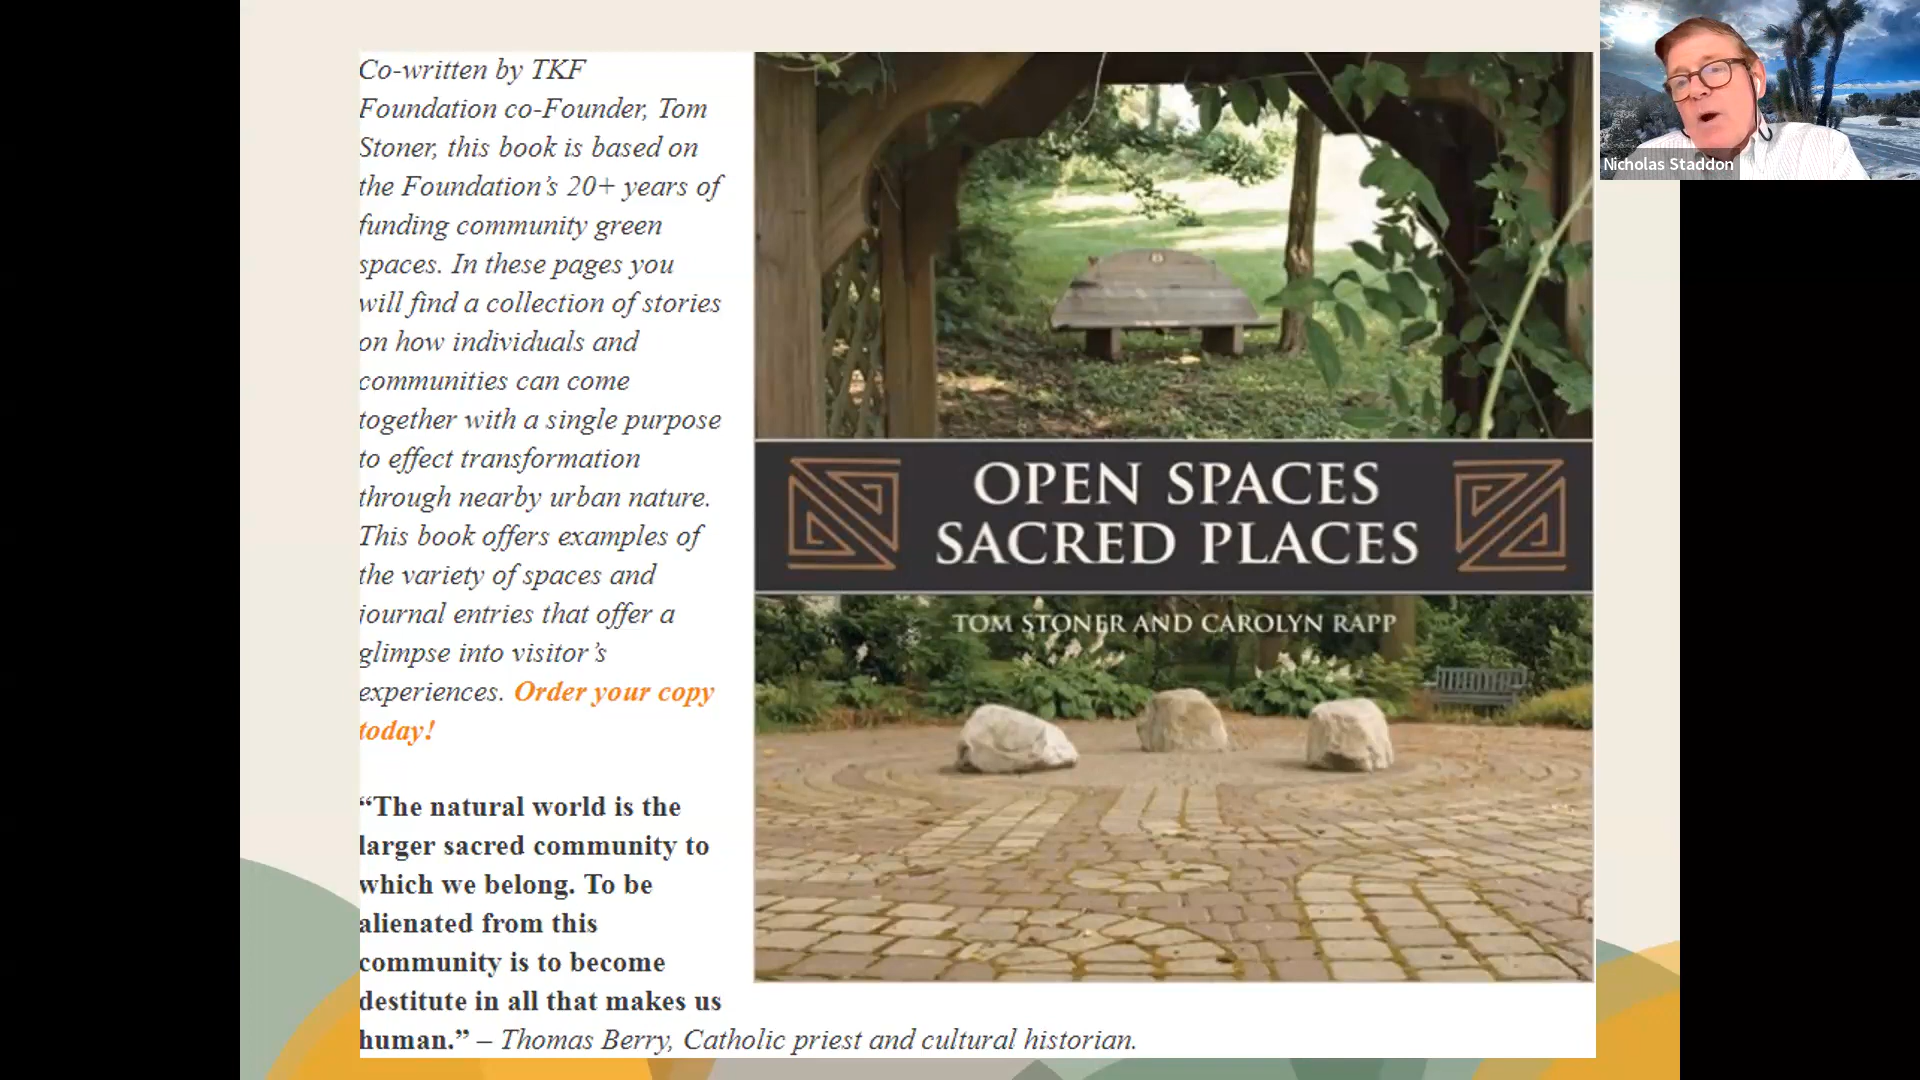 Co-written by TKF
Foundation co-Founder, Tom
Stoner, this book is based on
the Foundation’s 20+ years of
funding community green
spaces. In these pages you
will find a collection of stories
on how individuals and
communities can come
together with a single purpose
to effect transformation
through nearby urban nature.
This book offers examples of
the variety of spaces and
journal entries that offer a
glimpse into visitor’s
experiences. Order your copy
today!
“The natural world is the
larger sacred community to
which we belong. To be
alienated from this
community is to become
destitute in all that makes us
human.” – Thomas Berry, Catholic priest and cultural historian.
OPEN SPACES
SACRED PLACES
TOM STONER AND CAROLYN RAPP
Nicholas Staddon